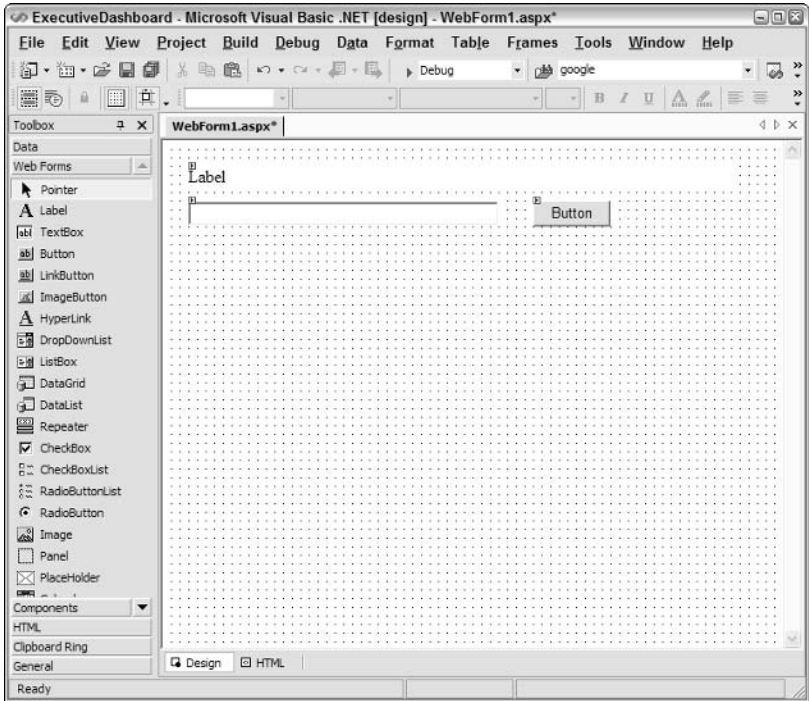 ExecutiveDashboard - Microsoft Visual Basic .NET [design] - WebForm1.aspx*
File Edit View Project Build Debug Data Format Table Frames Tools Window Help
Debug google
B I U A
Toolbox
WebForm1.aspx*
Data
Web Forms
Pointer
A Label
abl TextBox
ab Button
ab LinkButton
ImageButton
A HyperLink
DropDownList
ListBox
DataGrid
DataList
Repeater
CheckBox
CheckBoxList
RadioButtonList
RadioButton
Image
Panel
PlaceHolder
Components
HTML
Clipboard Ring
General
Label
Button
Design HTML
Ready